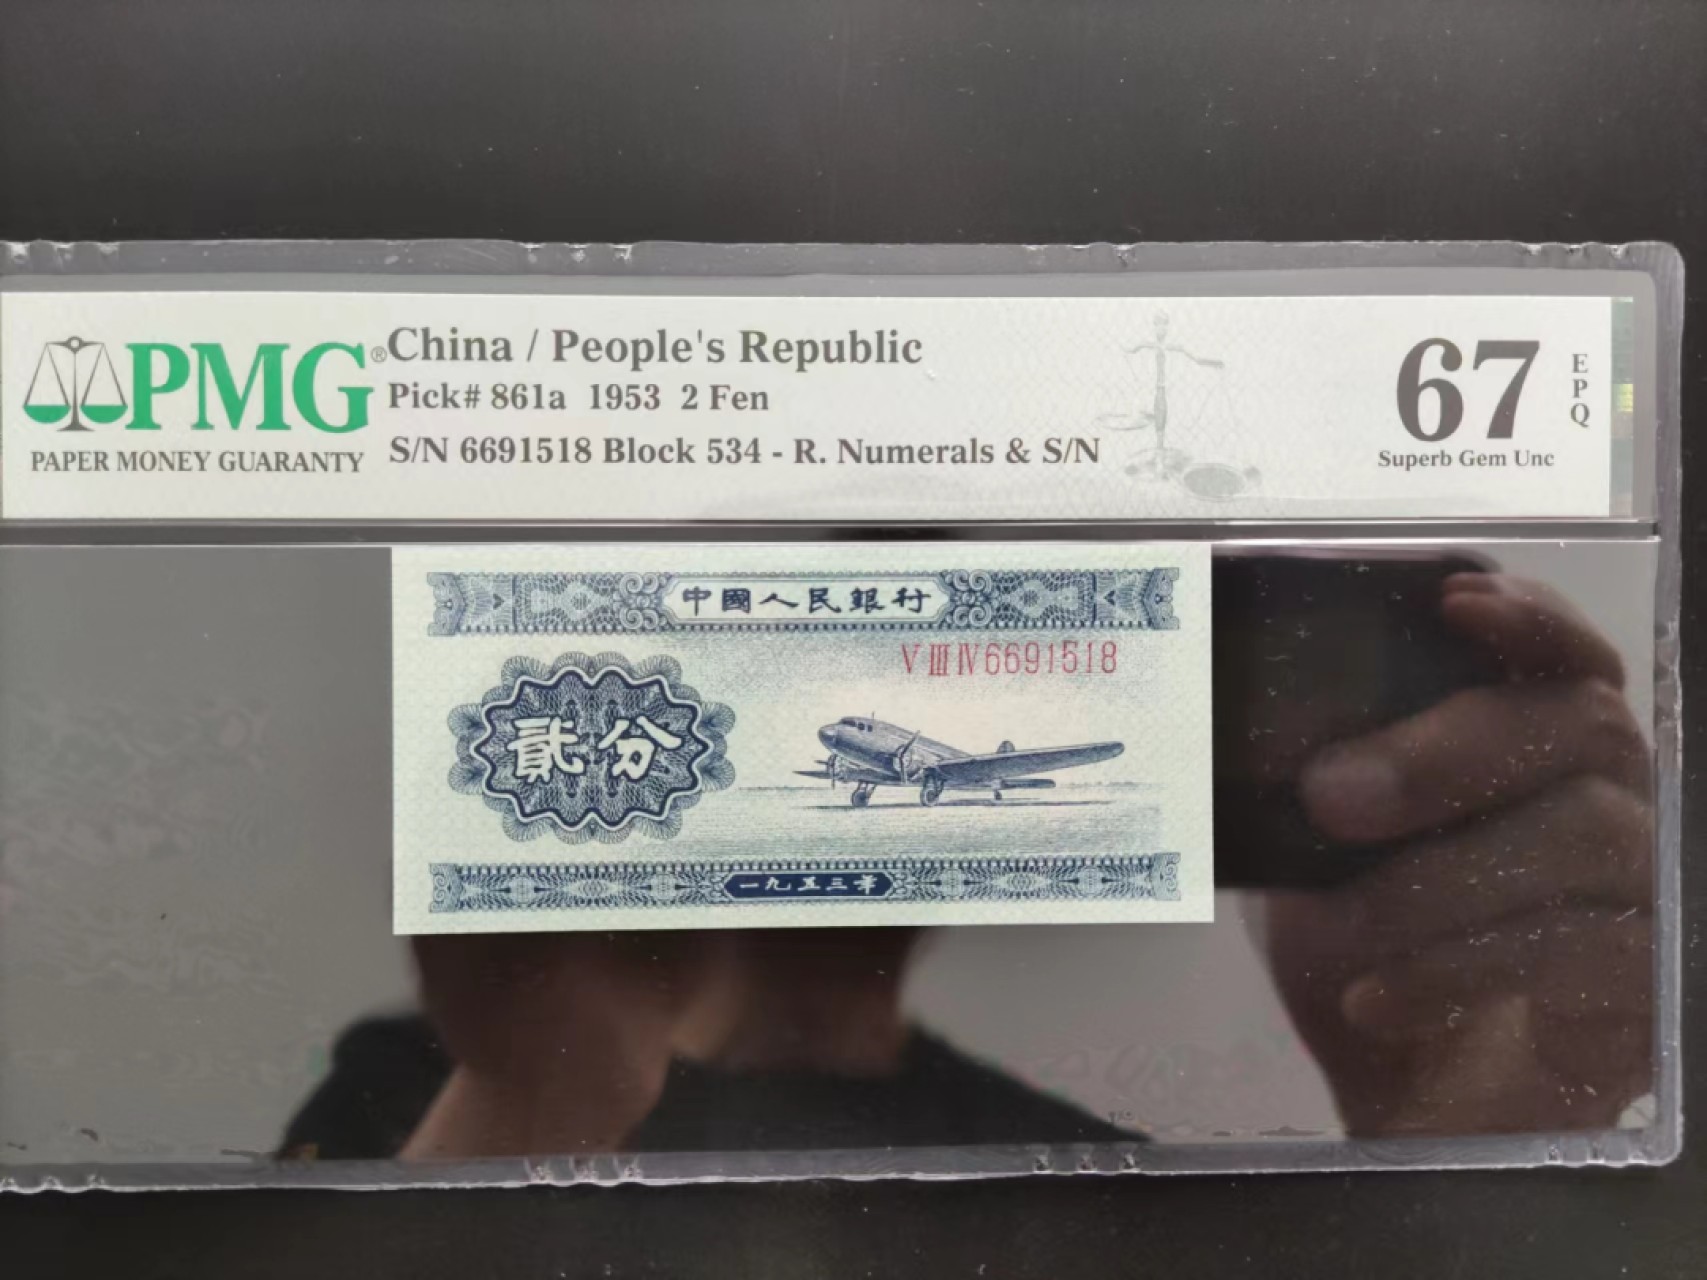 PMG®
PAPER MONEY GUARANTY
China / People's Republic
Pick# 861a 1953 2 Fen
S/N 6691518 Block 534 - R. Numerals & S/N
67
EPQ
Superb Gem Unc
中國人民銀行
V III IV 6691518
貳分
一九五三年